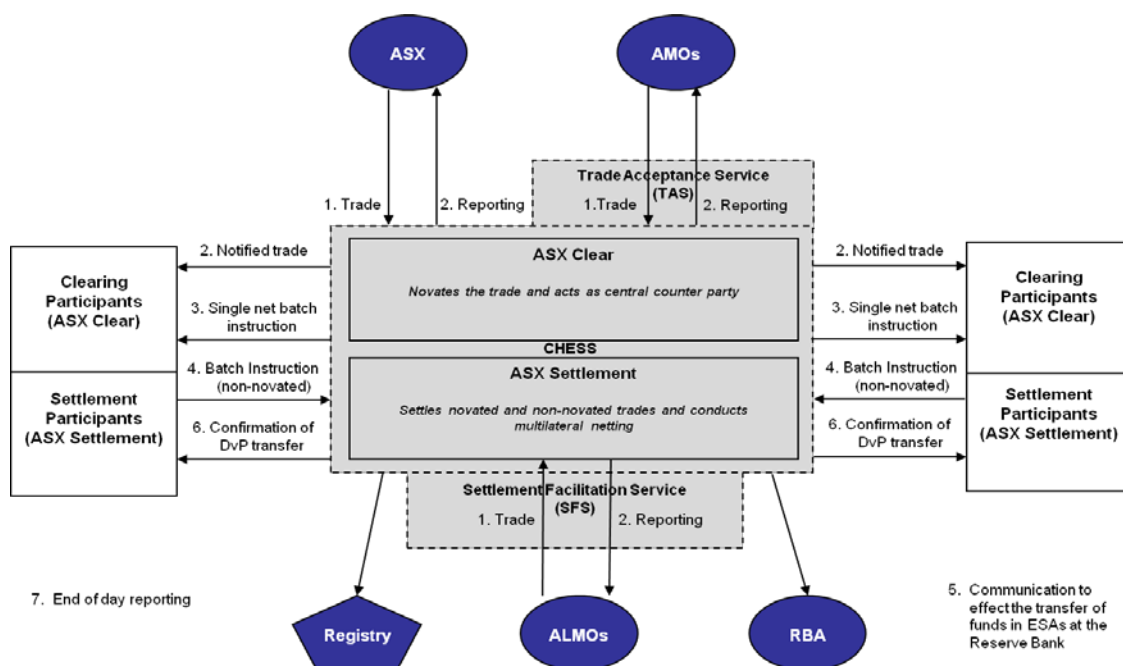 ASX
AMOs
Trade Acceptance Service
(TAS)
1. Trade
2. Reporting
1.Trade
2. Reporting
2. Notified trade
ASX Clear
2. Notified trade
Clearing
Participants
(ASX Clear)
Novates the trade and acts as central counter party
Clearing
Participants
(ASX Clear)
3. Single net batch
instruction
3. Single net batch
instruction
CHESS
4. Batch Instruction
(non-novated)
ASX Settlement
4. Batch Instruction
(non-novated)
Settlement
Participants
(ASX Settlement)
Settles novated and non-novated trades and conducts
multilateral netting
Settlement
Participants
(ASX Settlement)
6. Confirmation of
DvP transfer
6. Confirmation of
DvP transfer
Settlement Facilitation Service
(SFS)
1. Trade
2. Reporting
7. End of day reporting
5. Communication to
effect the transfer of
funds in ESAs at the
Reserve Bank
Registry
ALMOs
RBA